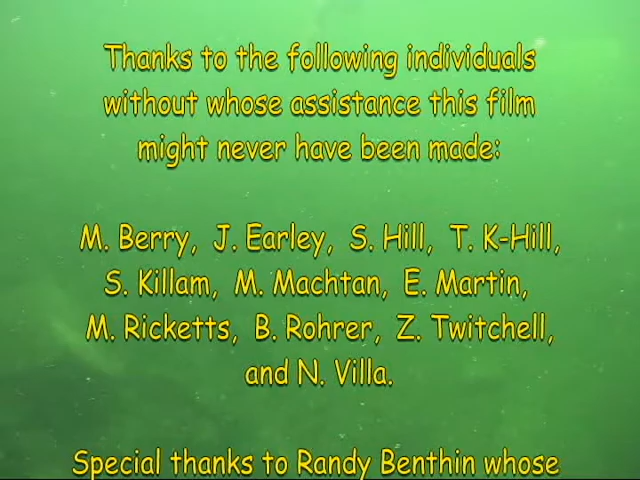 Thanks to the following individuals
without whose assistance this film
might never have been made:
M. Berry, J. Earley, S. Hill, T. K-Hill,
S. Killam, M. Machtan, E. Martin,
M. Ricketts, B. Rohrer, Z. Twitchell,
and N. Villa.
Special thanks to Randy Benthin whose